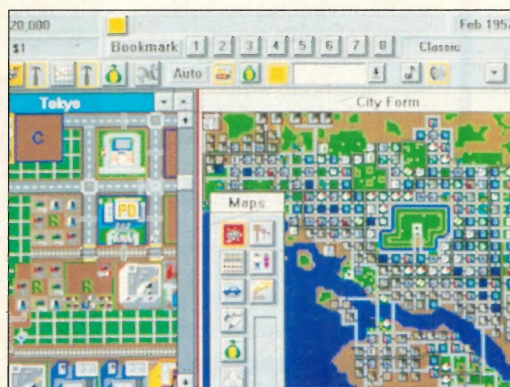 20,000
Feb 1957
$1
Bookmark 1 2 3 4 5 6 7 8 Classic
Auto
Tokyo
City Form
C
Maps
PD
R
R
R